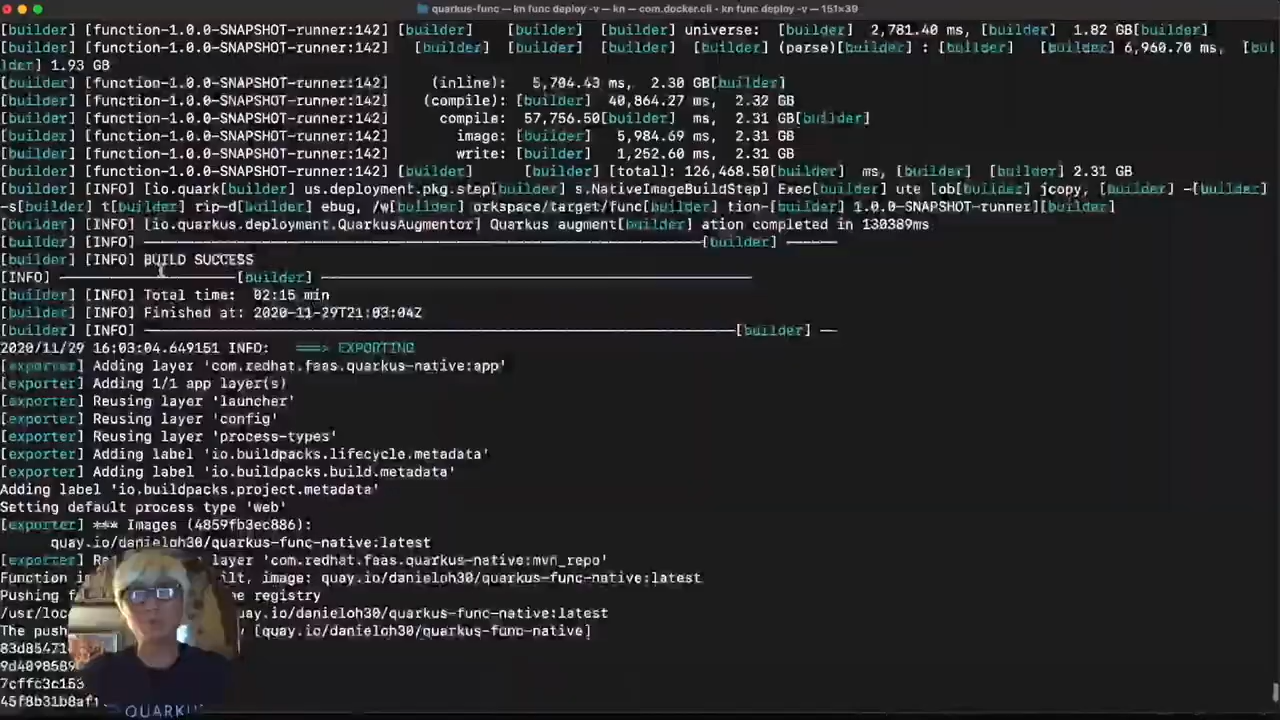 quarkus-func — kn func deploy -v — kn — com.docker.cli - kn func deploy -v — 151×39
[builder] [function-1.0.0-SNAPSHOT-runner:142] [builder]     [builder]  [builder] universe:  [builder]  2,781.40 ms, [builder]  1.82 GB[builder]
[builder] [function-1.0.0-SNAPSHOT-runner:142]    [builder]  [builder]  [builder]  [builder] (parse)[builder] :  [builder]   [builder] 6,960.70 ms,  [bui
lder] 1.93 GB
[builder] [function-1.0.0-SNAPSHOT-runner:142]     (inline):   5,704.43 ms,  2.30 GB[builder]
[builder] [function-1.0.0-SNAPSHOT-runner:142]    (compile): [builder]  40,864.27 ms,  2.32 GB
[builder] [function-1.0.0-SNAPSHOT-runner:142]      compile:  57,756.50[builder]  ms,  2.31 GB[builder]
[builder] [function-1.0.0-SNAPSHOT-runner:142]        image: [builder]   5,984.69 ms,  2.31 GB
[builder] [function-1.0.0-SNAPSHOT-runner:142]        write: [builder]   1,252.60 ms,  2.31 GB
[builder] [function-1.0.0-SNAPSHOT-runner:142]  [builder]      [builder]  [total]: 126,468.50[builder]  ms, [builder]  [builder] 2.31 GB
[builder] [INFO] [io.quark[builder] us.deployment.pkg.step[builder] s.NativeImageBuildStep] Exec[builder] ute [ob[builder] jcopy, [builder] -[builder] -
-s[builder] t[builder] rip-d[builder] ebug, /w[builder] orkspace/target/func[builder] tion-[builder] 1.0.0-SNAPSHOT-runner][builder]
[builder] [INFO] [io.quarkus.deployment.QuarkusAugmentor] Quarkus augment[builder] ation completed in 130389ms
[builder] [INFO] ------------------------------------------------------------------[builder] ------
[builder] [INFO] BUILD SUCCESS
[INFO] ---------------------[builder] ---------------------------------------------------
[builder] [INFO] Total time:  02:15 min
[builder] [INFO] Finished at: 2020-11-29T21:03:04Z
[builder] [INFO] ----------------------------------------------------------------------[builder] --
2020/11/29 16:03:04.649151 INFO:   ===> EXPORTING
[exporter] Adding layer 'com.redhat.faas.quarkus-native:app'
[exporter] Adding 1/1 app layer(s)
[exporter] Reusing layer 'launcher'
[exporter] Reusing layer 'config'
[exporter] Reusing layer 'process-types'
[exporter] Adding label 'io.buildpacks.lifecycle.metadata'
[exporter] Adding label 'io.buildpacks.build.metadata'
Adding label 'io.buildpacks.project.metadata'
Setting default process type 'web'
[exporter] *** Images (4859fb3ec886):
quay.io/danieloh30/quarkus-func-native:latest
[exporter] layer 'com.redhat.faas.quarkus-native:mvn_repo'
Function image: quay.io/danieloh30/quarkus-func-native:latest
Pushing registry
quay.io/danieloh30/quarkus-func-native:latest
The [quay.io/danieloh30/quarkus-func-native]
83d85471
9d409858
7cffc3c153
45f8b31b8af
QUARKU